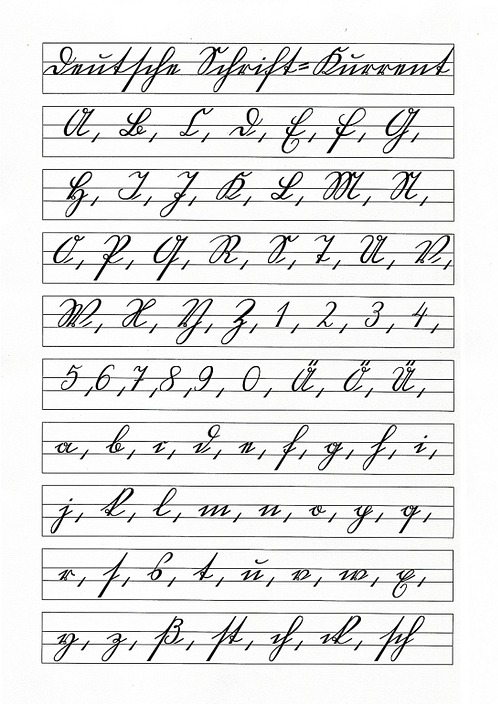 Deutsche Schrift=Kurrent
A, B, C, D, E, F, G,
H, I, J, K, L, M, N,
O, P, Q, R, S, T, U, V,
W, X, Y, Z, 1, 2, 3, 4,
5, 6, 7, 8, 9, 0, Ä, Ö, Ü,
a, b, c, d, e, f, g, h, i,
j, k, l, m, n, o, p, q,
r, ſ, s, t, u, v, w, x,
y, z, ß, ſt, ch, ck, ſch